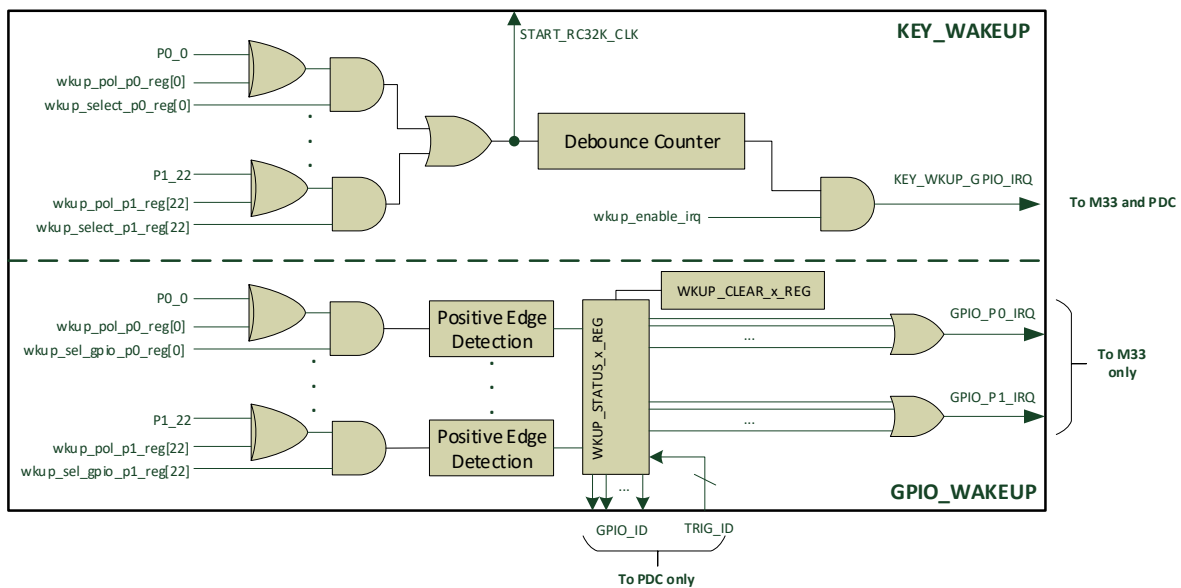 START_RC32K_CLK
KEY_WAKEUP
P0_0
wkup_pol_p0_reg[0]
wkup_select_p0_reg[0]
Debounce Counter
P1_22
wkup_pol_p1_reg[22]
wkup_select_p1_reg[22]
KEY_WKUP_GPIO_IRQ
wkup_enable_irq
To M33 and PDC
P0_0
wkup_pol_p0_reg[0]
wkup_sel_gpio_p0_reg[0]
Positive Edge
Detection
WKUP_STATUS_x_REG
WKUP_CLEAR_x_REG
...
GPIO_P0_IRQ
To M33
only
P1_22
wkup_pol_p1_reg[22]
wkup_sel_gpio_p1_reg[22]
Positive Edge
Detection
...
GPIO_P1_IRQ
...
GPIO_WAKEUP
GPIO_ID
TRIG_ID
To PDC only